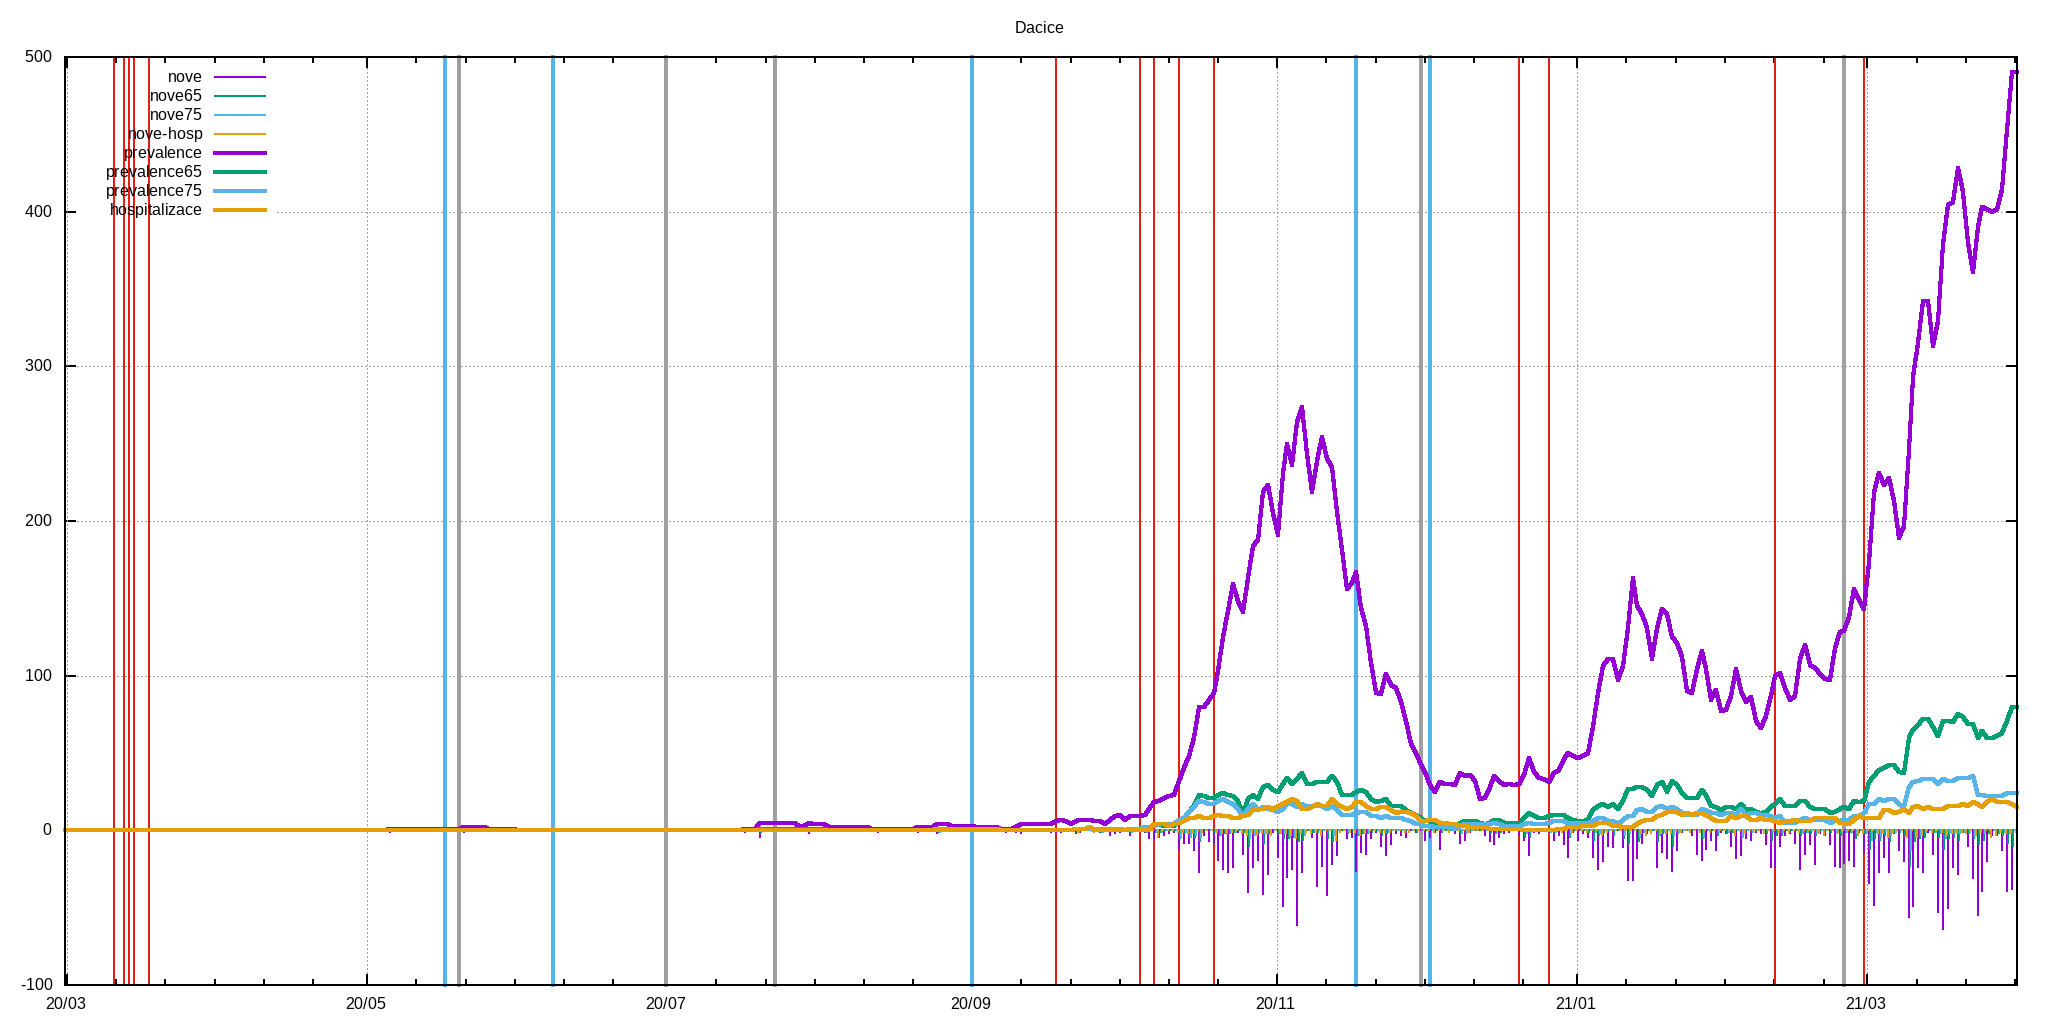 Dacice
500
400
300
200
100
0
-100
nove
nove65
nove75
nove-hosp
prevalence
prevalence65
prevalence75
hospitalizace
20/03 20/05 20/07 20/09 20/11 21/01 21/03